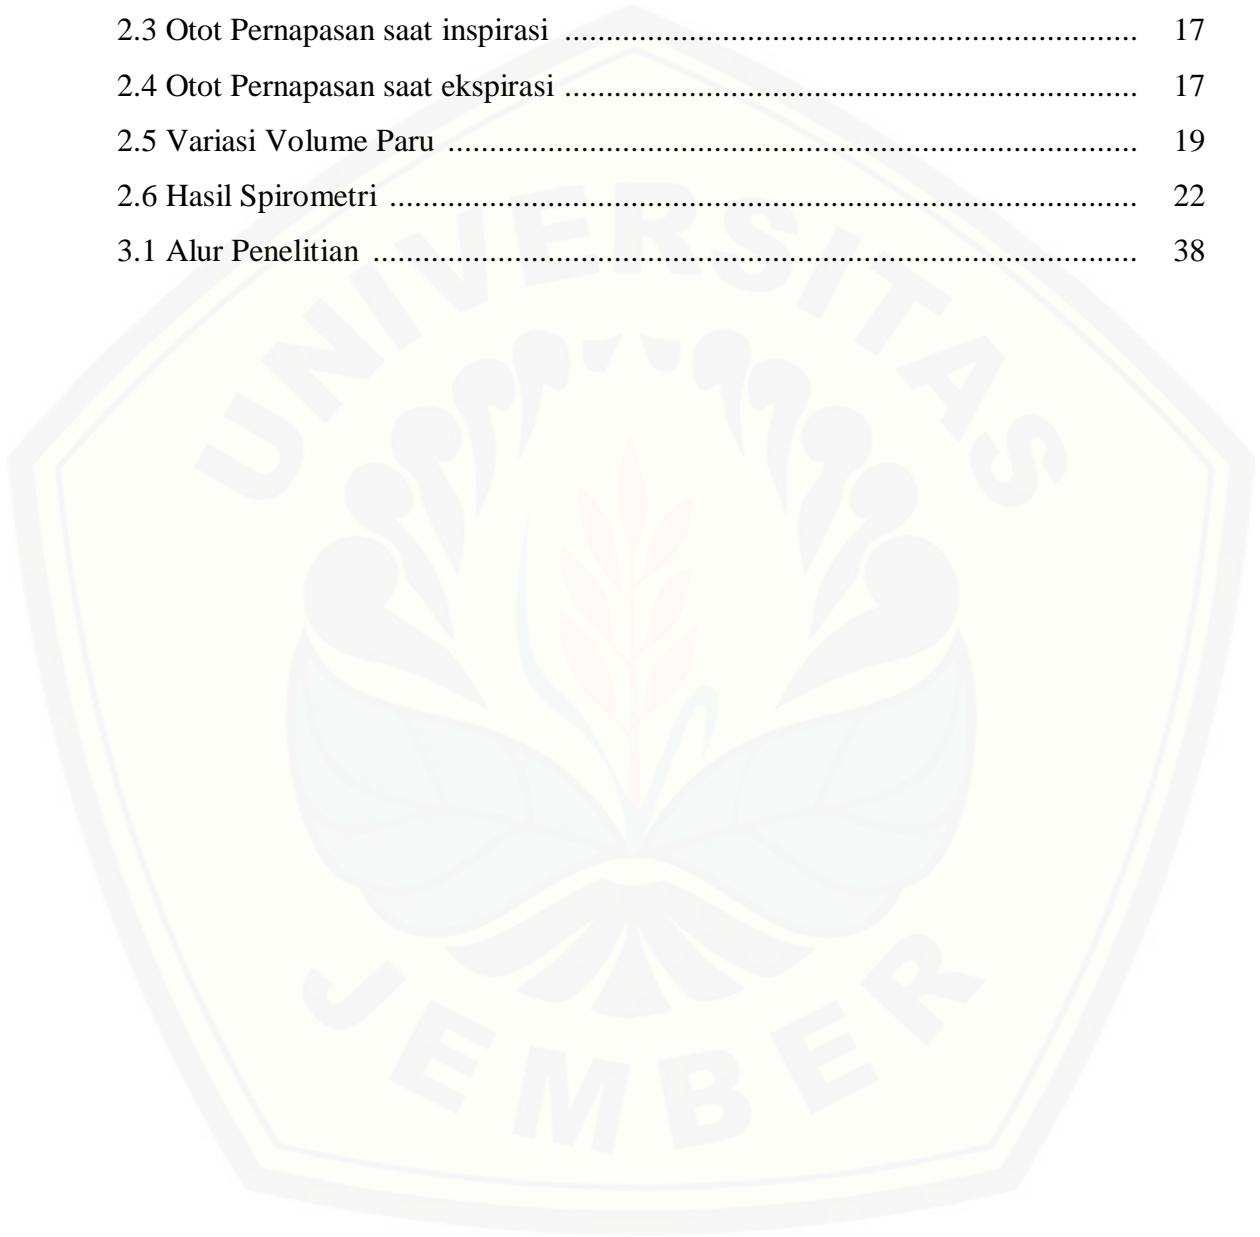 2.3 Otot Pernapasan saat inspirasi ........................................................................ 17
2.4 Otot Pernapasan saat ekspirasi ........................................................................ 17
2.5 Variasi Volume Paru ....................................................................................... 19
2.6 Hasil Spirometri .............................................................................................. 22
3.1 Alur Penelitian ................................................................................................ 38
UNIVERSITAS
JEMBER